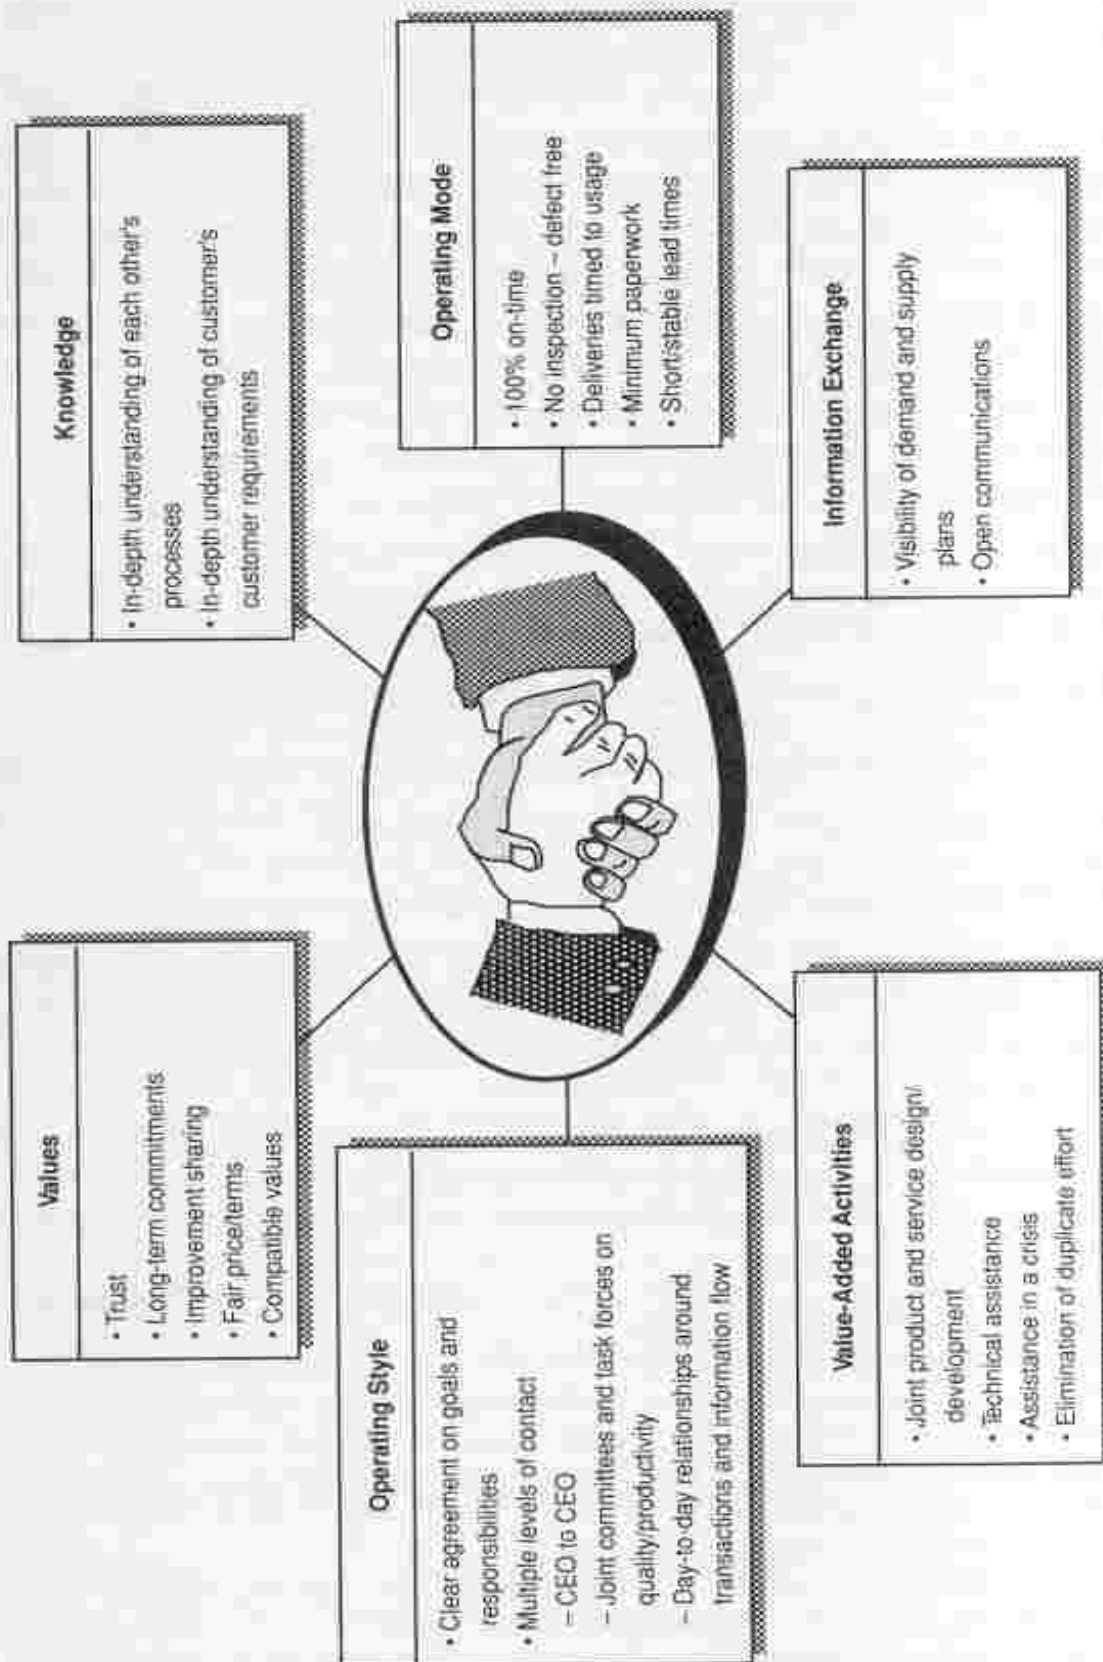 Values
• Trust
• Long-term commitments
• Improvement sharing
• Fair price/terms
• Compatible values
Knowledge
• In-depth understanding of each other's
processes
• In-depth understanding of customer's
customer requirements
Operating Style
• Clear agreement on goals and
responsibilities
• Multiple levels of contact
– CEO to CEO
– Joint committees and task forces on
quality/productivity
– Day-to-day relationships around
transactions and information flow
Operating Mode
• 100% on-time
• No inspection – defect free
• Deliveries timed to usage
• Minimum paperwork
• Short/stable lead times
Value-Added Activities
• Joint product and service design/
development
• Technical assistance
• Assistance in a crisis
• Elimination of duplicate effort
Information Exchange
• Visibility of demand and supply
plans
• Open communications